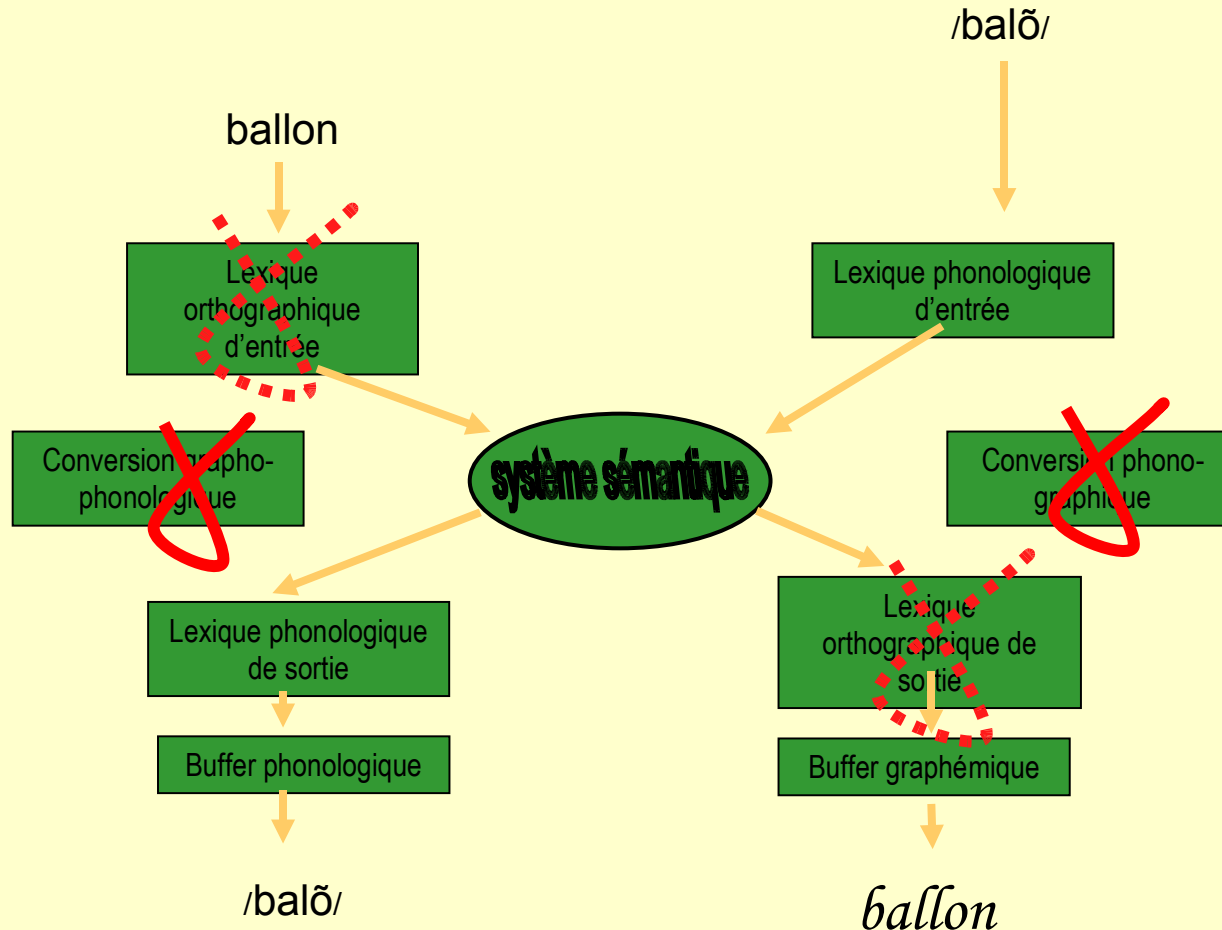 /balõ/
ballon
Lexique
orthographique
d’entrée
Lexique phonologique
d’entrée
Conversion grapho-
phonologique
système sémantique
Conversion phono-
graphique
Lexique phonologique
de sortie
Lexique
orthographique de
sortie
Buffer phonologique
Buffer graphémique
/balõ/
ballon